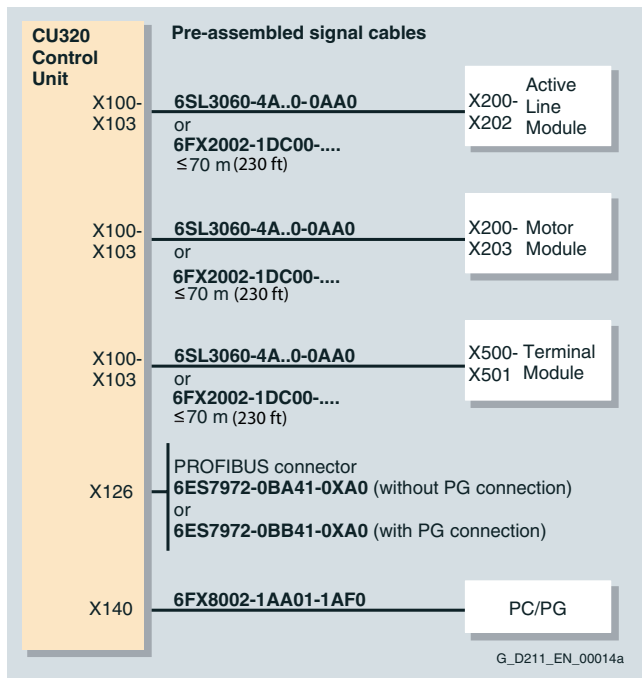 CU320
Control
Unit
Pre-assembled signal cables
X100-
X103
6SL3060-4A..0-0AA0
or
6FX2002-1DC00-....
≤70 m (230 ft)
X200- Active
X202 Line
Module
X100-
X103
6SL3060-4A..0-0AA0
or
6FX2002-1DC00-....
≤70 m (230 ft)
X200- Motor
X203 Module
X100-
X103
6SL3060-4A..0-0AA0
or
6FX2002-1DC00-....
≤70 m (230 ft)
X500- Terminal
X501 Module
X126
PROFIBUS connector
6ES7972-0BA41-0XA0 (without PG connection)
or
6ES7972-0BB41-0XA0 (with PG connection)
X140
6FX8002-1AA01-1AF0
PC/PG
G_D211_EN_00014a